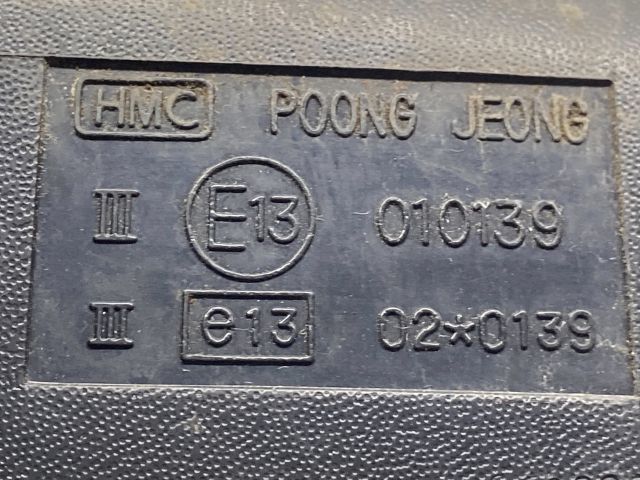 HMC POONG JEONG
III E13 010139
III e13 02*0139